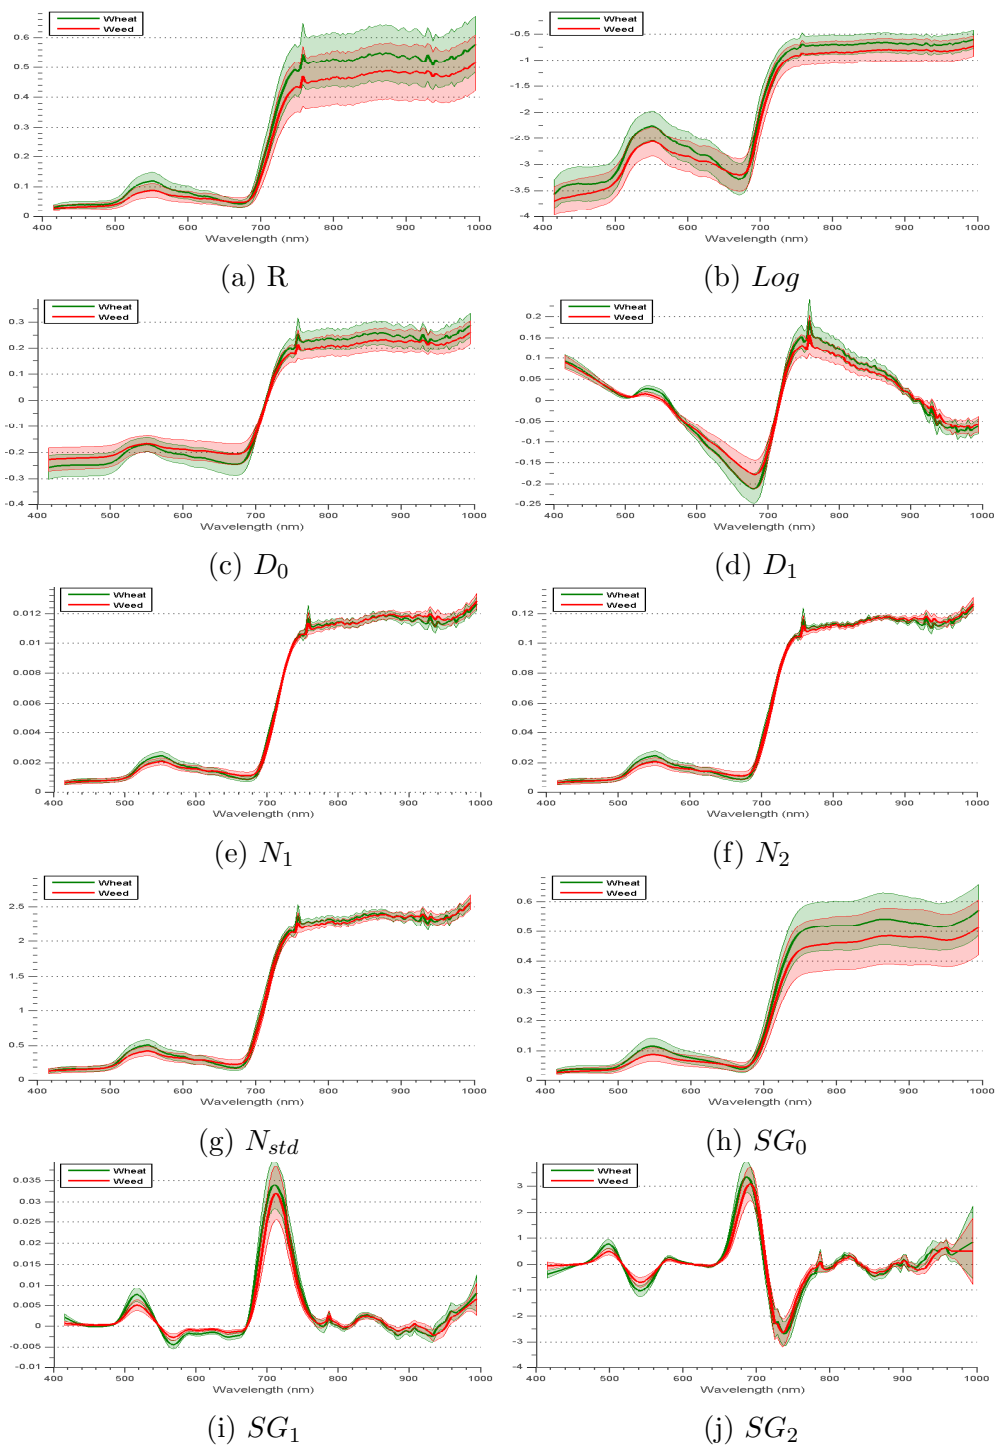 Wheat
Weed
0.6
0.5
0.4
0.3
0.2
0.1
0
400 500 600 700 800 900 1000
Wavelength (nm)
(a) R
Wheat
Weed
-0.5
-1
-1.5
-2
-2.5
-3
-3.5
-4
400 500 600 700 800 900 1000
Wavelength (nm)
(b) Log
Wheat
Weed
0.3
0.2
0.1
0
-0.1
-0.2
-0.3
-0.4
400 500 600 700 800 900 1000
Wavelength (nm)
(c) D0
Wheat
Weed
0.2
0.15
0.1
0.05
0
-0.05
-0.1
-0.15
-0.2
-0.25
400 500 600 700 800 900 1000
Wavelength (nm)
(d) D1
Wheat
Weed
0.012
0.01
0.008
0.006
0.004
0.002
0
400 500 600 700 800 900 1000
Wavelength (nm)
(e) N1
Wheat
Weed
0.12
0.1
0.08
0.06
0.04
0.02
0
400 500 600 700 800 900 1000
Wavelength (nm)
(f) N2
Wheat
Weed
2.5
2
1.5
1
0.5
0
400 500 600 700 800 900 1000
Wavelength (nm)
(g) Nstd
Wheat
Weed
0.6
0.5
0.4
0.3
0.2
0.1
0
400 500 600 700 800 900 1000
Wavelength (nm)
(h) SG0
Wheat
Weed
0.035
0.03
0.025
0.02
0.015
0.01
0.005
0
-0.005
-0.01
400 500 600 700 800 900 1000
Wavelength (nm)
(i) SG1
Wheat
Weed
3
2
1
0
-1
-2
-3
-4
400 500 600 700 800 900 1000
Wavelength (nm)
(j) SG2